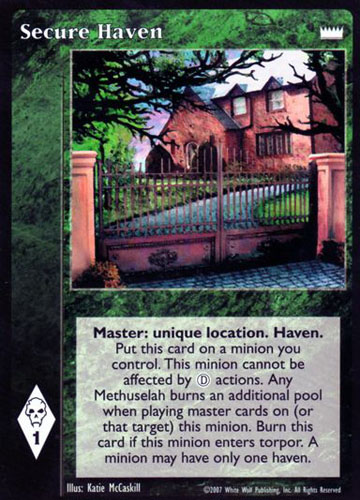 Secure Haven
Master: unique location. Haven.
Put this card on a minion you
control. This minion cannot be
affected by Ⓓ actions. Any
Methuselah burns an additional pool
when playing master cards on (or
that target) this minion. Burn this
card if this minion enters torpor. A
minion may have only one haven.
1
Illus: Katie McCaskill
©2007 White Wolf Publishing, Inc. All Rights Reserved.